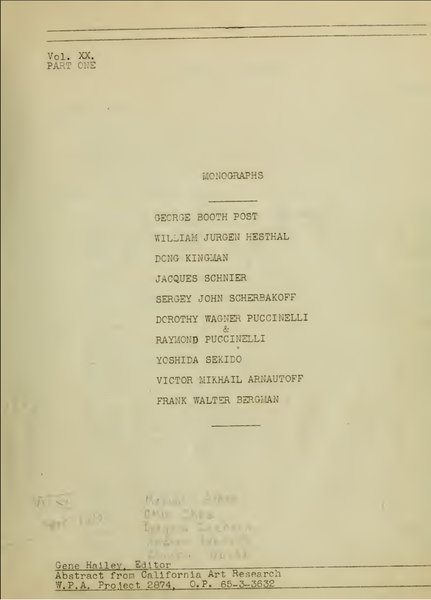 Vol. XX.
PART ONE
MONOGRAPHS
GEORGE BOOTH POST
WILLIAM JURGEN HESTHAL
DONG KINGMAN
JACQUES SCHNIER
SERGEY JOHN SCHERBAKOFF
DOROTHY WAGNER PUCCINELLI
&
RAYMOND PUCCINELLI
YOSHIDA SEKIDO
VICTOR MIKHAIL ARNAUTOFF
FRANK WALTER BERGMAN
Gene Hailey, Editor
Abstract from California Art Research
W.P.A. Project 2874, O.P. 65-3-3632